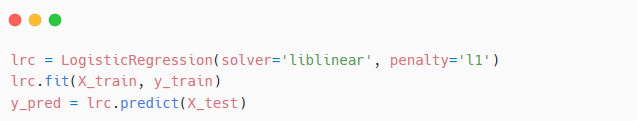 lrc = LogisticRegression(solver='liblinear', penalty='l1')
lrc.fit(X_train, y_train)
y_pred = lrc.predict(X_test)